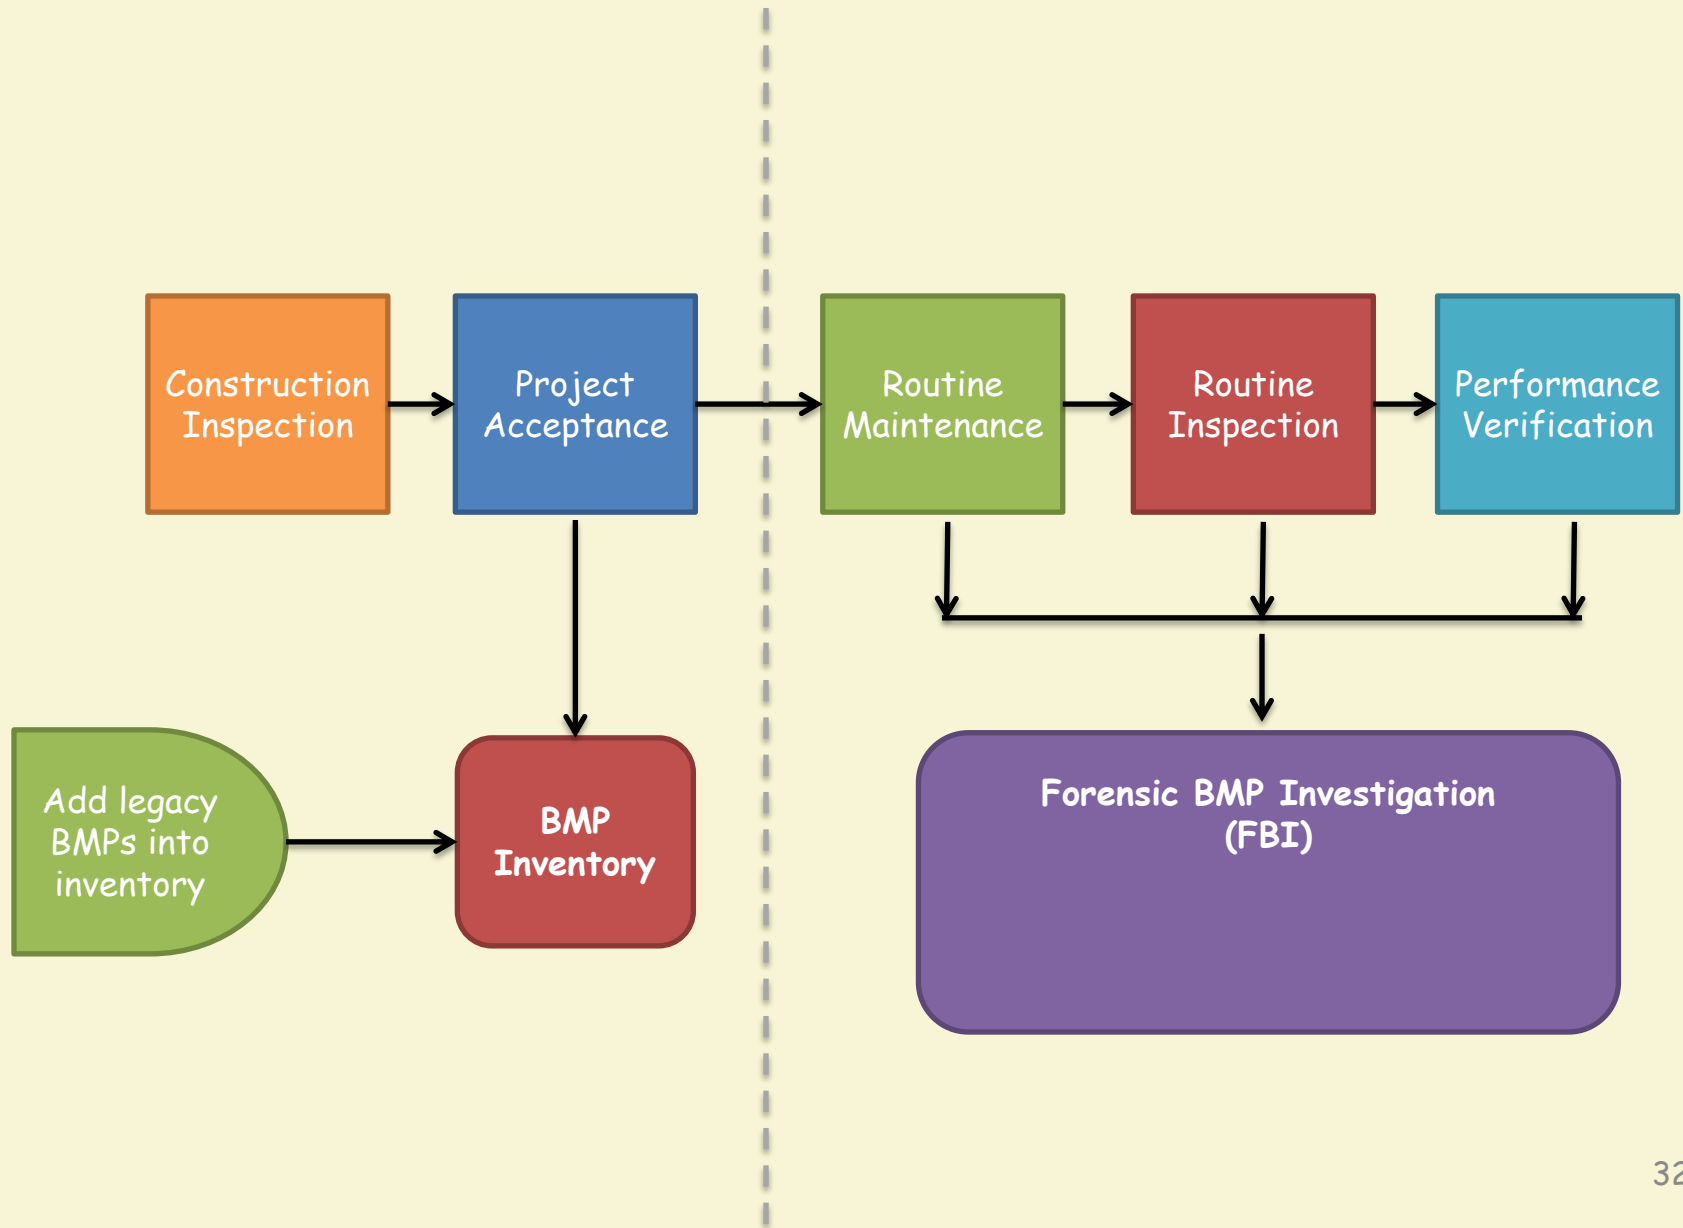 Construction
Inspection
Project
Acceptance
Routine
Maintenance
Routine
Inspection
Performance
Verification
Add legacy
BMPs into
inventory
BMP
Inventory
Forensic BMP Investigation
(FBI)
32